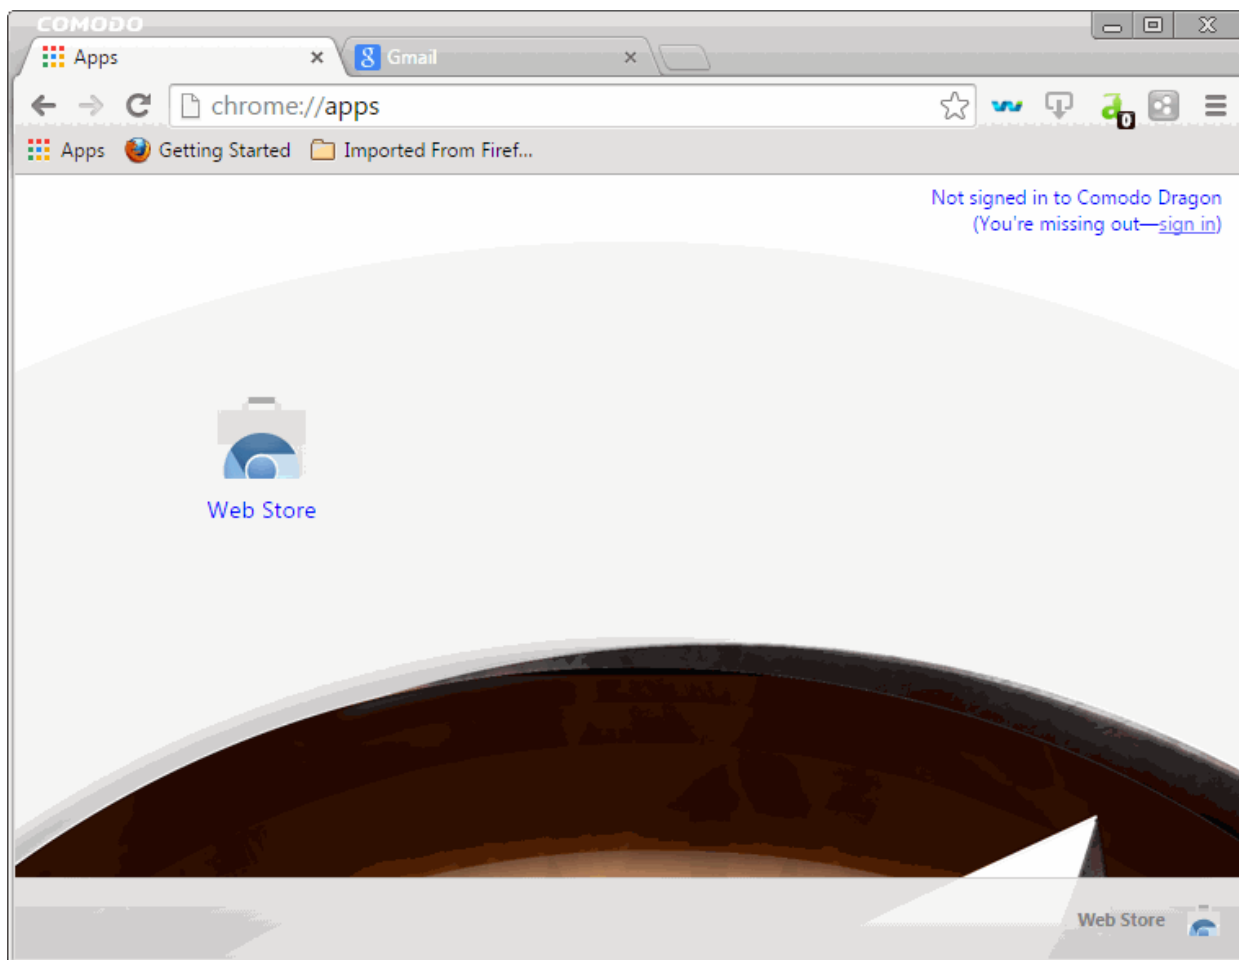 COMODO
Apps
Gmail
chrome://apps
0
Apps Getting Started Imported From Firef...
Not signed in to Comodo Dragon
(You're missing out—sign in)
Web Store
Web Store